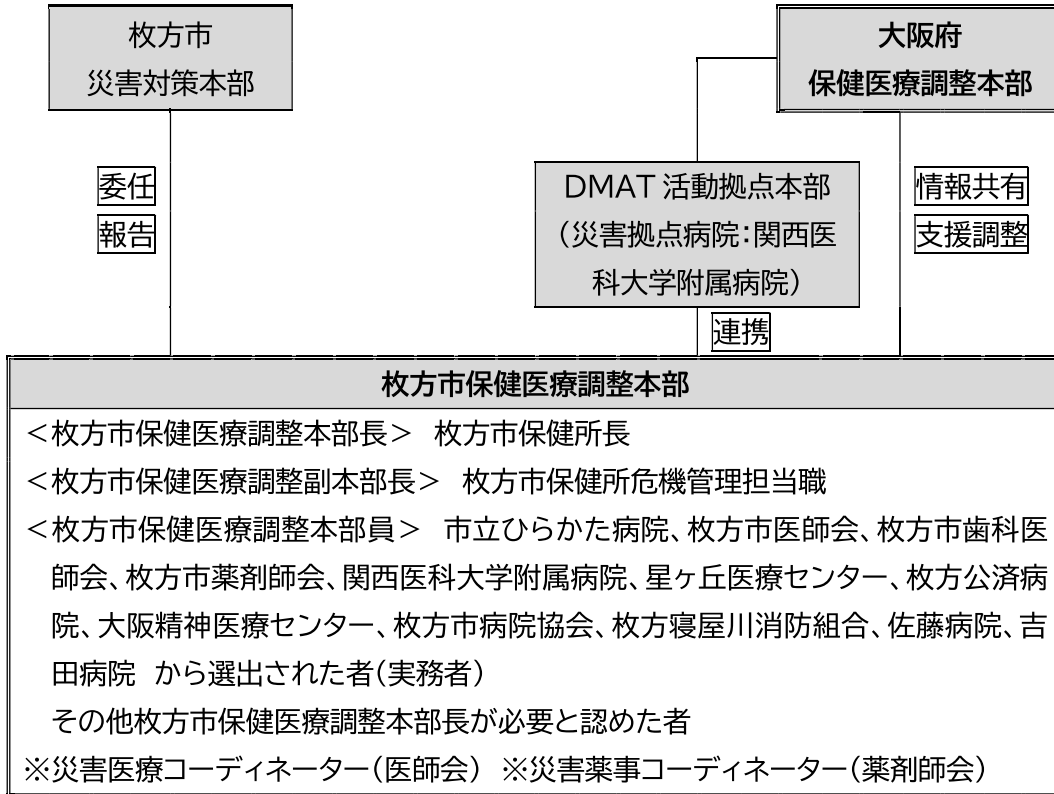 枚方市
災害対策本部
大阪府
保健医療調整本部
委任
報告
DMAT 活動拠点本部
（災害拠点病院：関西医
科大学附属病院）
情報共有
支援調整
連携
枚方市保健医療調整本部
＜枚方市保健医療調整本部長＞　枚方市保健所長
＜枚方市保健医療調整副本部長＞　枚方市保健所危機管理担当職
＜枚方市保健医療調整本部員＞　市立ひらかた病院、枚方市医師会、枚方市歯科医
師会、枚方市薬剤師会、関西医科大学附属病院、星ヶ丘医療センター、枚方公済病
院、大阪精神医療センター、枚方市病院協会、枚方寝屋川消防組合、佐藤病院、吉
田病院　から選出された者（実務者）
その他枚方市保健医療調整本部長が必要と認めた者
※災害医療コーディネーター（医師会）　※災害薬事コーディネーター（薬剤師会）